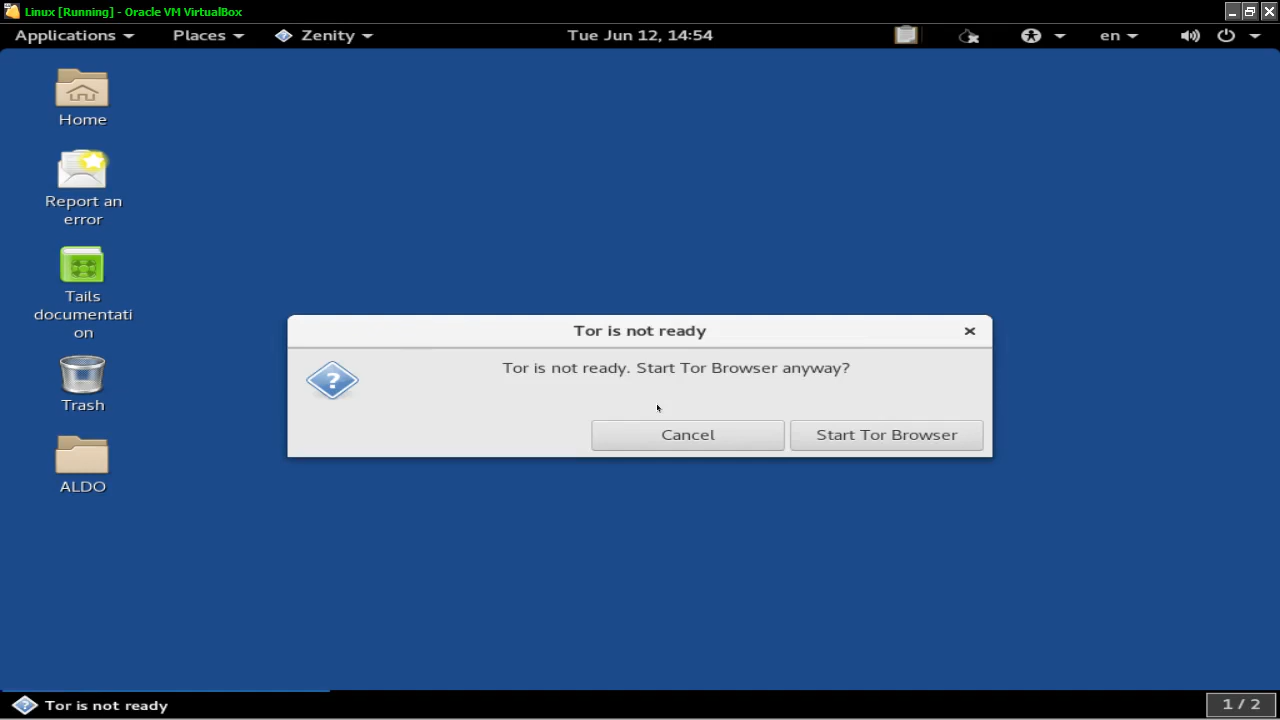 Linux [Running] - Oracle VM VirtualBox
Applications Places Zenity Tue Jun 12, 14:54 en
Home
Report an
error
Tails
documentati
on
Trash
ALDO
Tor is not ready
Tor is not ready. Start Tor Browser anyway?
Cancel Start Tor Browser
Tor is not ready 1 / 2